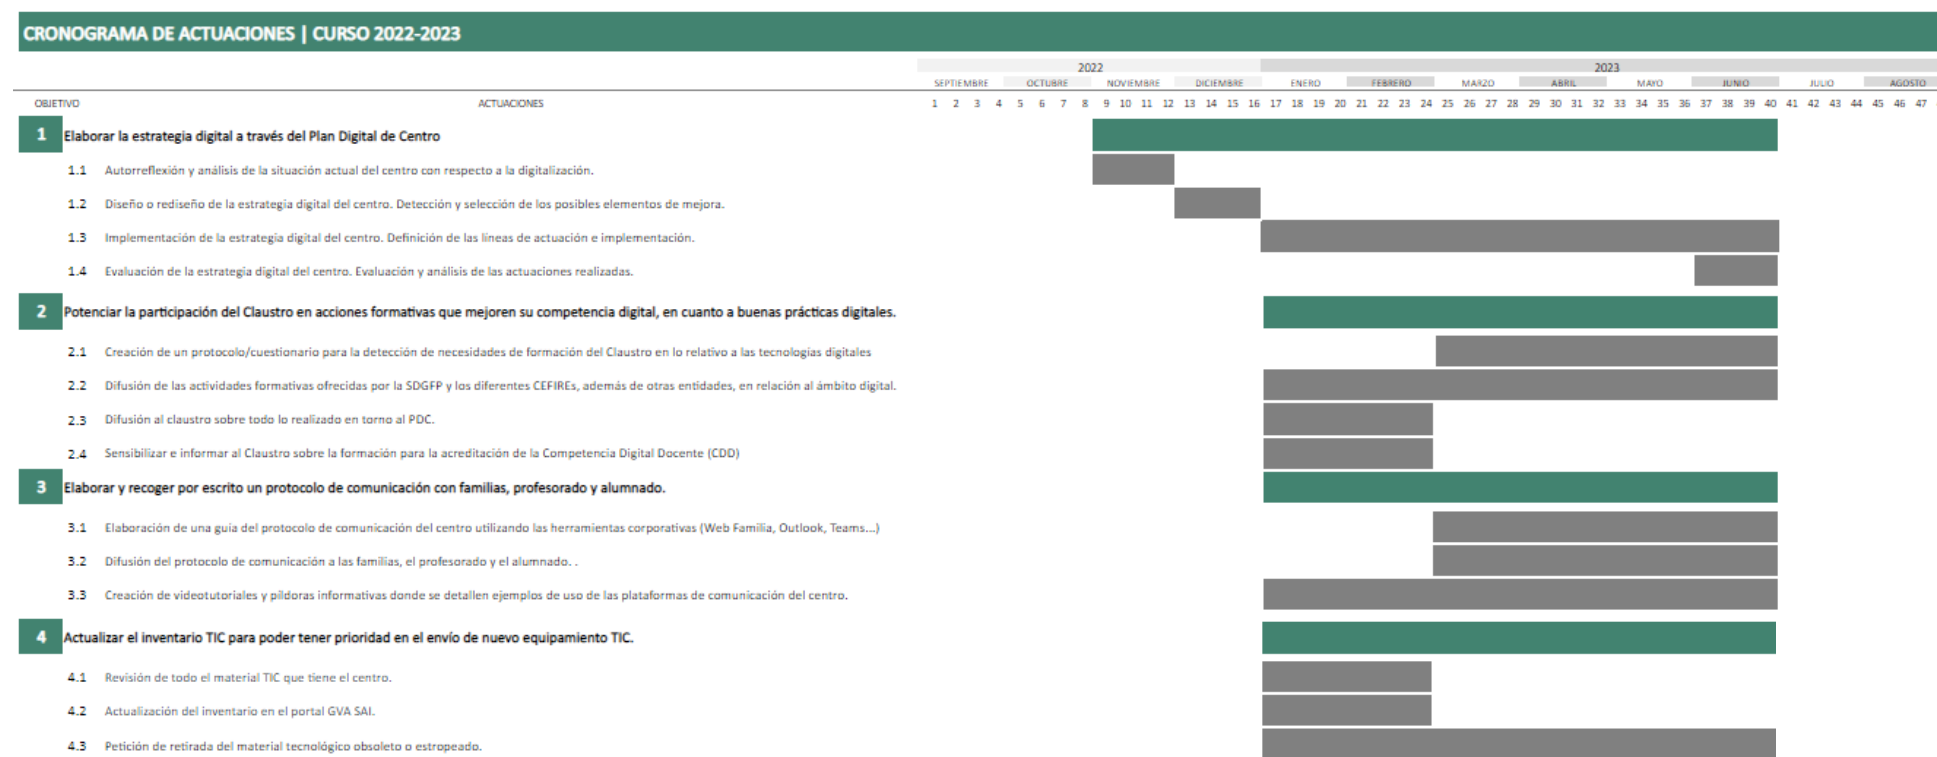 CRONOGRAMA DE ACTUACIONES | CURSO 2022-2023
2022 2023
SEPTIEMBRE OCTUBRE NOVIEMBRE DICIEMBRE ENERO FEBRERO MARZO ABRIL MAYO JUNIO JULIO AGOSTO
OBJETIVO ACTUACIONES 1 2 3 4 5 6 7 8 9 10 11 12 13 14 15 16 17 18 19 20 21 22 23 24 25 26 27 28 29 30 31 32 33 34 35 36 37 38 39 40 41 42 43 44 45 46 47
1 Elaborar la estrategia digital a través del Plan Digital de Centro
1.1 Autorreflexión y análisis de la situación actual del centro con respecto a la digitalización.
1.2 Diseño o rediseño de la estrategia digital del centro. Detección y selección de los posibles elementos de mejora.
1.3 Implementación de la estrategia digital del centro. Definición de las líneas de actuación e implementación.
1.4 Evaluación de la estrategia digital del centro. Evaluación y análisis de las actuaciones realizadas.
2 Potenciar la participación del Claustro en acciones formativas que mejoren su competencia digital, en cuanto a buenas prácticas digitales.
2.1 Creación de un protocolo/cuestionario para la detección de necesidades de formación del Claustro en lo relativo a las tecnologías digitales
2.2 Difusión de las actividades formativas ofrecidas por la SDGFP y los diferentes CEFIREs, además de otras entidades, en relación al ámbito digital.
2.3 Difusión al claustro sobre todo lo realizado en torno al PDC.
2.4 Sensibilizar e informar al Claustro sobre la formación para la acreditación de la Competencia Digital Docente (CDD)
3 Elaborar y recoger por escrito un protocolo de comunicación con familias, profesorado y alumnado.
3.1 Elaboración de una guia del protocolo de comunicación del centro utilizando las herramientas corporativas (Web Familia, Outlook, Teams...)
3.2 Difusión del protocolo de comunicación a las familias, el profesorado y el alumnado. .
3.3 Creación de videotutoriales y píldoras informativas donde se detallen ejemplos de uso de las plataformas de comunicación del centro.
4 Actualizar el inventario TIC para poder tener prioridad en el envío de nuevo equipamiento TIC.
4.1 Revisión de todo el material TIC que tiene el centro.
4.2 Actualización del inventario en el portal GVA SAI.
4.3 Petición de retirada del material tecnológico obsoleto o estropeado.